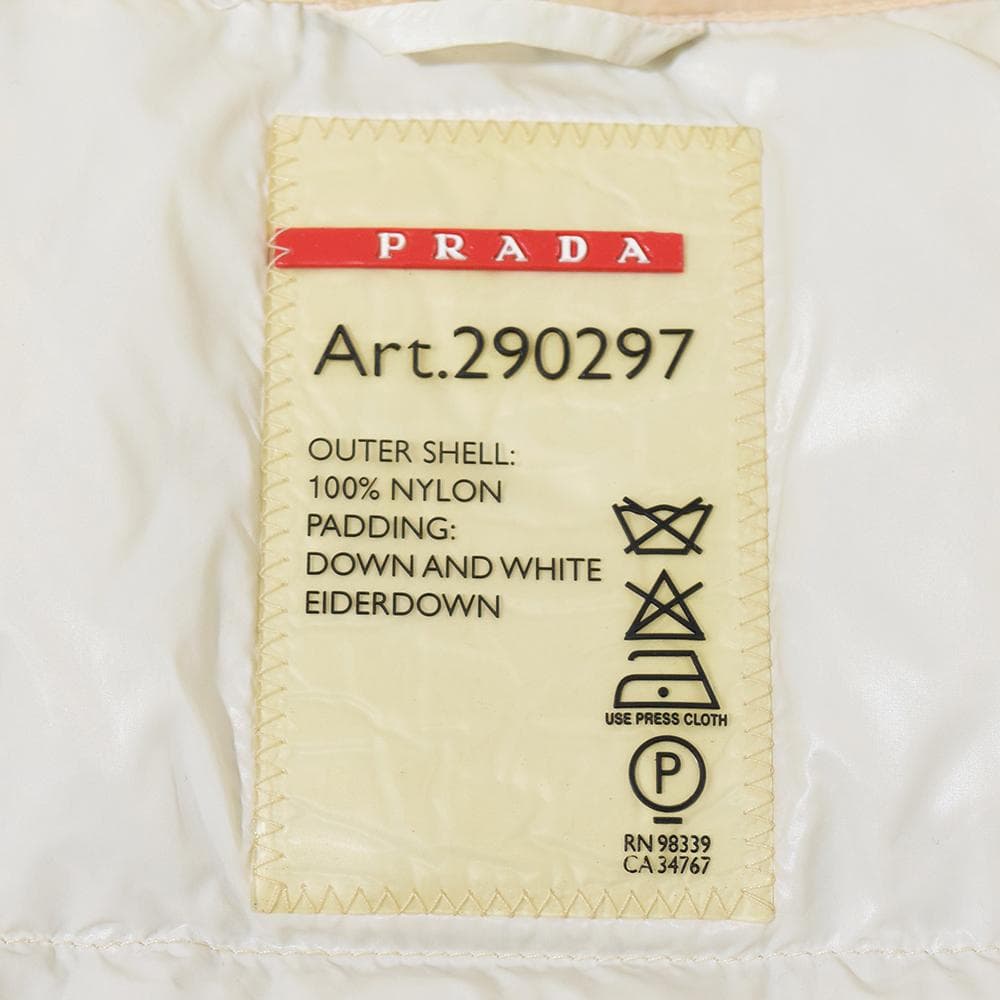 PRADA
Art.290297
OUTER SHELL:
100% NYLON
PADDING:
DOWN AND WHITE
EIDERDOWN
USE PRESS CLOTH
P
RN 98339
CA 34767